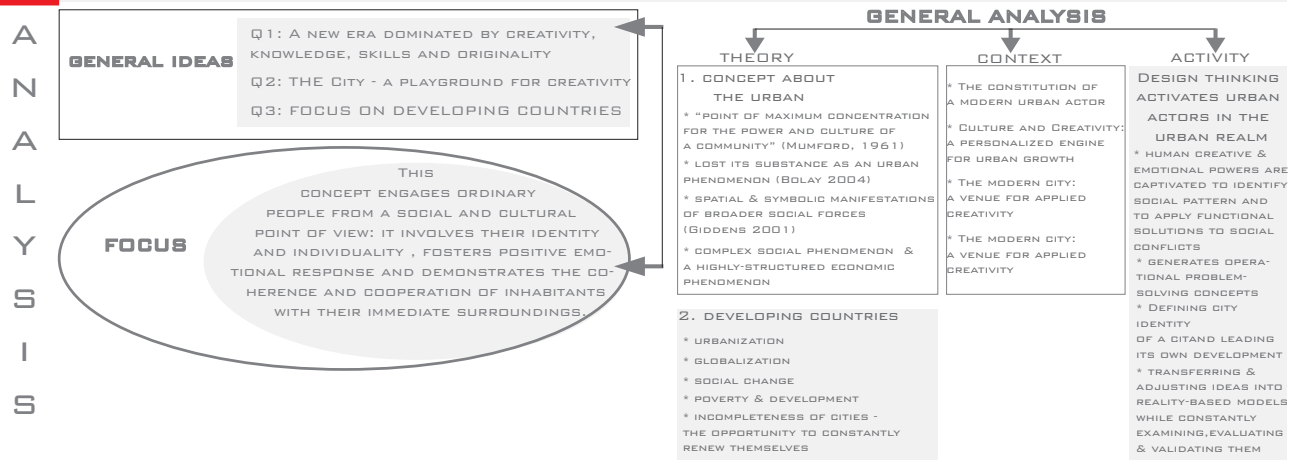 A
N
A
L
Y
S
I
S
GENERAL IDEAS
Q1: A NEW ERA DOMINATED BY CREATIVITY,
KNOWLEDGE, SKILLS AND ORIGINALITY
Q2: THE CITY - A PLAYGROUND FOR CREATIVITY
Q3: FOCUS ON DEVELOPING COUNTRIES
FOCUS
THIS
CONCEPT ENGAGES ORDINARY
PEOPLE FROM A SOCIAL AND CULTURAL
POINT OF VIEW: IT INVOLVES THEIR IDENTITY
AND INDIVIDUALITY , FOSTERS POSITIVE EMO-
TIONAL RESPONSE AND DEMONSTRATES THE CO-
HERENCE AND COOPERATION OF INHABITANTS
WITH THEIR IMMEDIATE SURROUNDINGS.
GENERAL ANALYSIS
THEORY
1. CONCEPT ABOUT
THE URBAN
* “POINT OF MAXIMUM CONCENTRATION
FOR THE POWER AND CULTURE OF
A COMMUNITY” (MUMFORD, 1961)
* LOST ITS SUBSTANCE AS AN URBAN
PHENOMENON (BOLAY 2004)
* SPATIAL & SYMBOLIC MANIFESTATIONS
OF BROADER SOCIAL FORCES
(GIDDENS 2001)
* COMPLEX SOCIAL PHENOMENON &
A HIGHLY-STRUCTURED ECONOMIC
PHENOMENON
2. DEVELOPING COUNTRIES
* URBANIZATION
* GLOBALIZATION
* SOCIAL CHANGE
* POVERTY & DEVELOPMENT
* INCOMPLETENESS OF CITIES -
THE OPPORTUNITY TO CONSTANTLY
RENEW THEMSELVES
CONTEXT
* THE CONSTITUTION OF
A MODERN URBAN ACTOR
* CULTURE AND CREATIVITY:
A PERSONALIZED ENGINE
FOR URBAN GROWTH
* THE MODERN CITY:
A VENUE FOR APPLIED
CREATIVITY
* THE MODERN CITY:
A VENUE FOR APPLIED
CREATIVITY
ACTIVITY
DESIGN THINKING
ACTIVATES URBAN
ACTORS IN THE
URBAN REALM
* HUMAN CREATIVE &
EMOTIONAL POWERS ARE
CAPTIVATED TO IDENTIFY
SOCIAL PATTERN AND
TO APPLY FUNCTIONAL
SOLUTIONS TO SOCIAL
CONFLICTS
* GENERATES OPERA-
TIONAL PROBLEM-
SOLVING CONCEPTS
* DEFINING CITY
IDENTITY
OF A CITAND LEADING
ITS OWN DEVELOPMENT
* TRANSFERRING &
ADJUSTING IDEAS INTO
REALITY-BASED MODELS
WHILE CONSTANTLY
EXAMINING,EVALUATING
& VALIDATING THEM